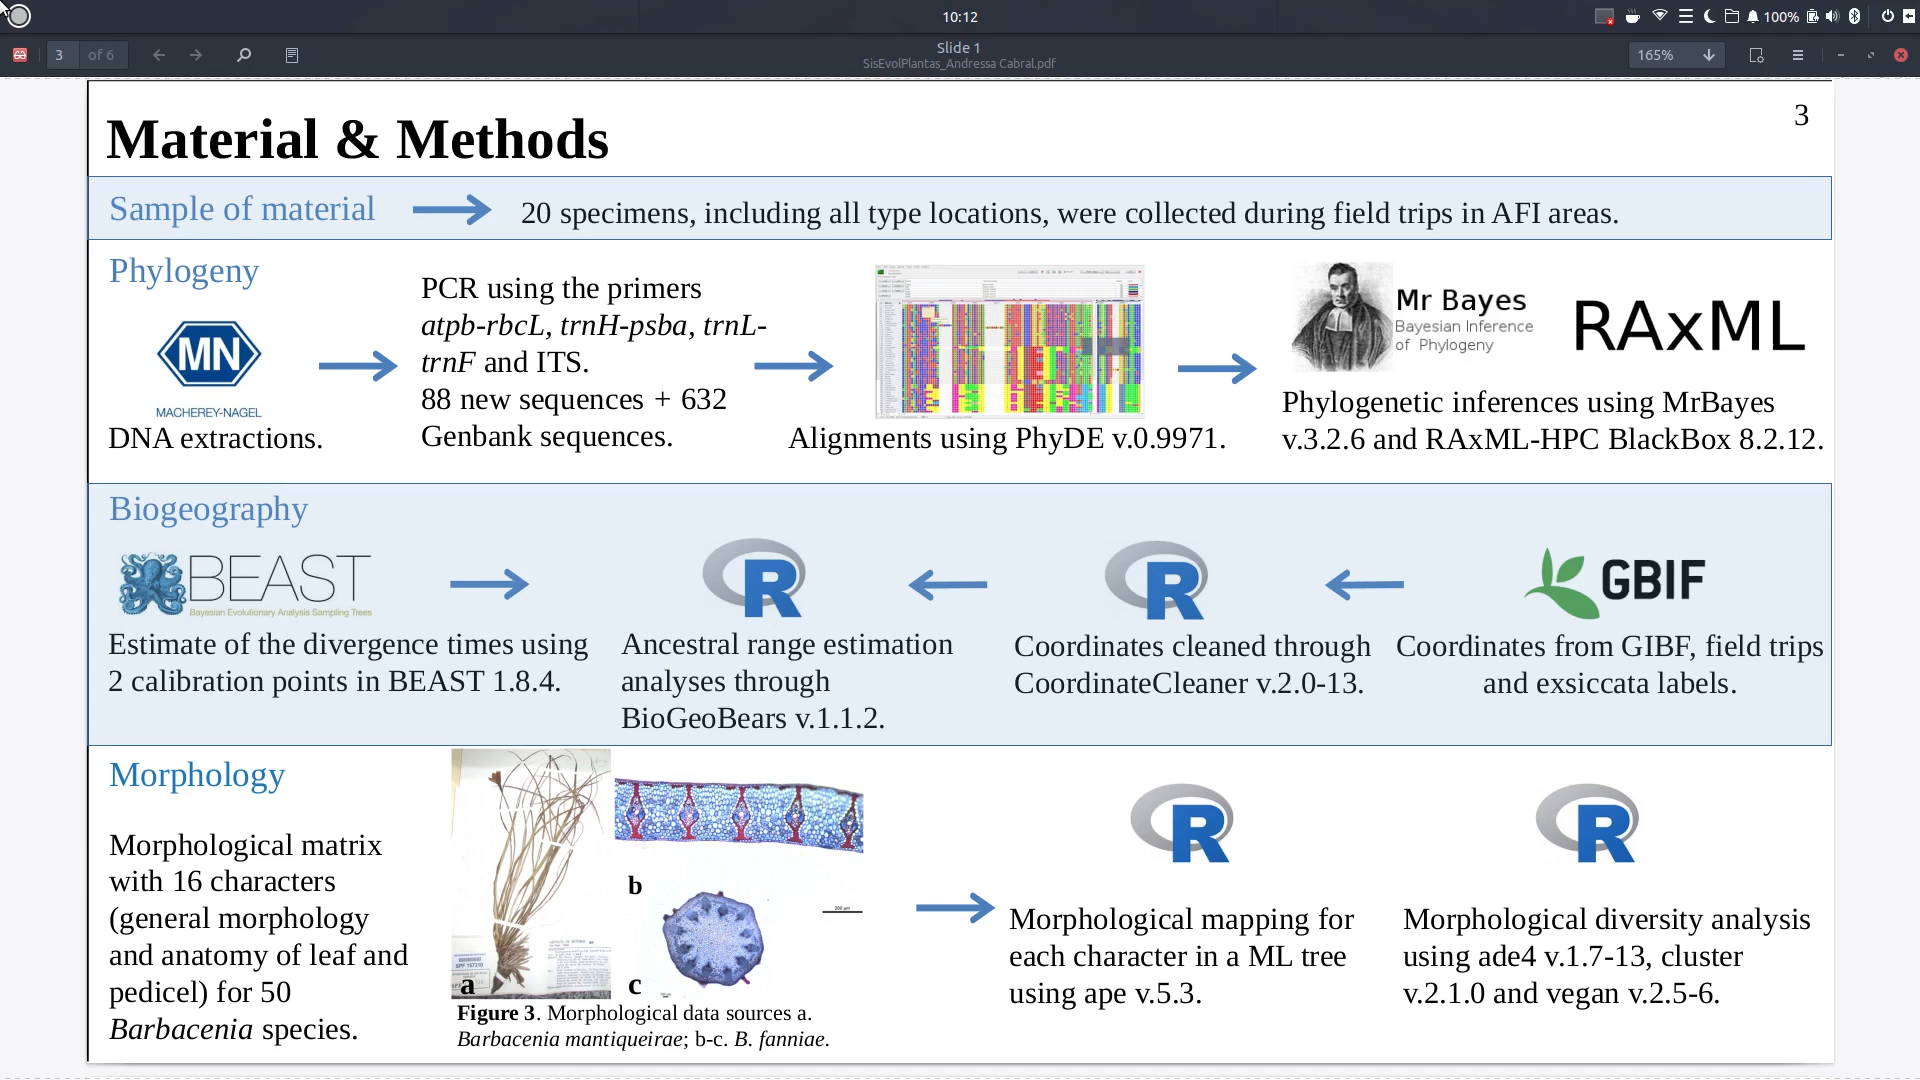 10:12
100%
3 of 6
Slide 1
SisEvolPlantas_Andressa Cabral.pdf
165%
3
Material & Methods
Sample of material
20 specimens, including all type locations, were collected during field trips in AFI areas.
Phylogeny
MN
MACHEREY-NAGEL
DNA extractions.
PCR using the primers
atpb-rbcL, trnH-psba, trnL-
trnF and ITS.
88 new sequences + 632
Genbank sequences.
Alignments using PhyDE v.0.9971.
Mr Bayes
Bayesian Inference
of Phylogeny
RAxML
Phylogenetic inferences using MrBayes
v.3.2.6 and RAxML-HPC BlackBox 8.2.12.
Biogeography
BEAST
Bayesian Evolutionary Analysis Sampling Trees
Estimate of the divergence times using
2 calibration points in BEAST 1.8.4.
R
Ancestral range estimation
analyses through
BioGeoBears v.1.1.2.
R
Coordinates cleaned through
CoordinateCleaner v.2.0-13.
GBIF
Coordinates from GIBF, field trips
and exsiccata labels.
Morphology
Morphological matrix
with 16 characters
(general morphology
and anatomy of leaf and
pedicel) for 50
Barbacenia species.
a
b
c
Figure 3. Morphological data sources a.
Barbacenia mantiqueirae; b-c. B. fanniae.
R
Morphological mapping for
each character in a ML tree
using ape v.5.3.
R
Morphological diversity analysis
using ade4 v.1.7-13, cluster
v.2.1.0 and vegan v.2.5-6.